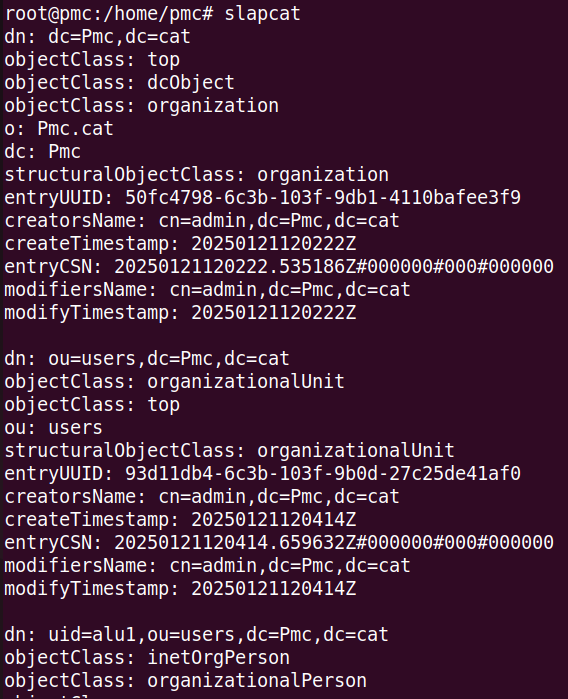 root@pmc:/home/pmc# slapcat
dn: dc=Pmc,dc=cat
objectClass: top
objectClass: dcObject
objectClass: organization
o: Pmc.cat
dc: Pmc
structuralObjectClass: organization
entryUUID: 50fc4798-6c3b-103f-9db1-4110bafee3f9
creatorsName: cn=admin,dc=Pmc,dc=cat
createTimestamp: 20250121120222Z
entryCSN: 20250121120222.535186Z#000000#000#000000
modifiersName: cn=admin,dc=Pmc,dc=cat
modifyTimestamp: 20250121120222Z

dn: ou=users,dc=Pmc,dc=cat
objectClass: organizationalUnit
objectClass: top
ou: users
structuralObjectClass: organizationalUnit
entryUUID: 93d11db4-6c3b-103f-9b0d-27c25de41af0
creatorsName: cn=admin,dc=Pmc,dc=cat
createTimestamp: 20250121120414Z
entryCSN: 20250121120414.659632Z#000000#000#000000
modifiersName: cn=admin,dc=Pmc,dc=cat
modifyTimestamp: 20250121120414Z

dn: uid=alu1,ou=users,dc=Pmc,dc=cat
objectClass: inetOrgPerson
objectClass: organizationalPerson